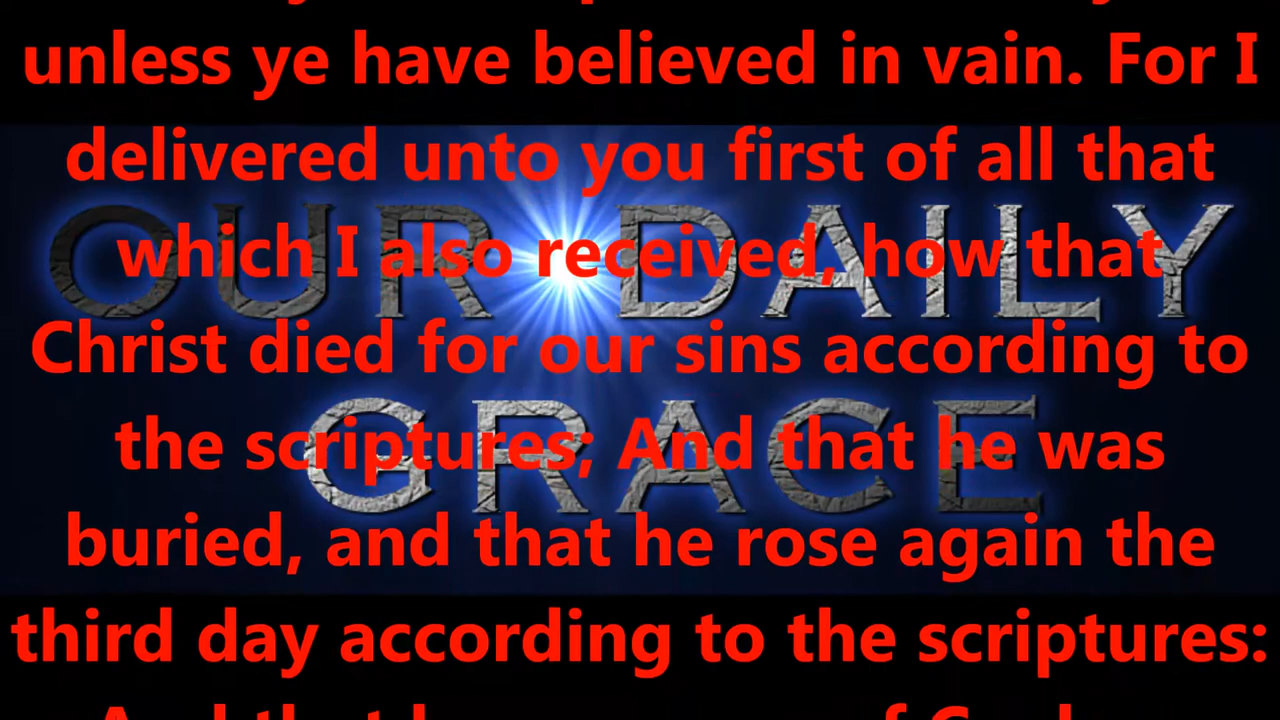 unless ye have believed in vain. For I
delivered unto you first of all that
which I also received, how that
Christ died for our sins according to
the scriptures; And that he was
buried, and that he rose again the
third day according to the scriptures:
OUR DAILY
GRACE